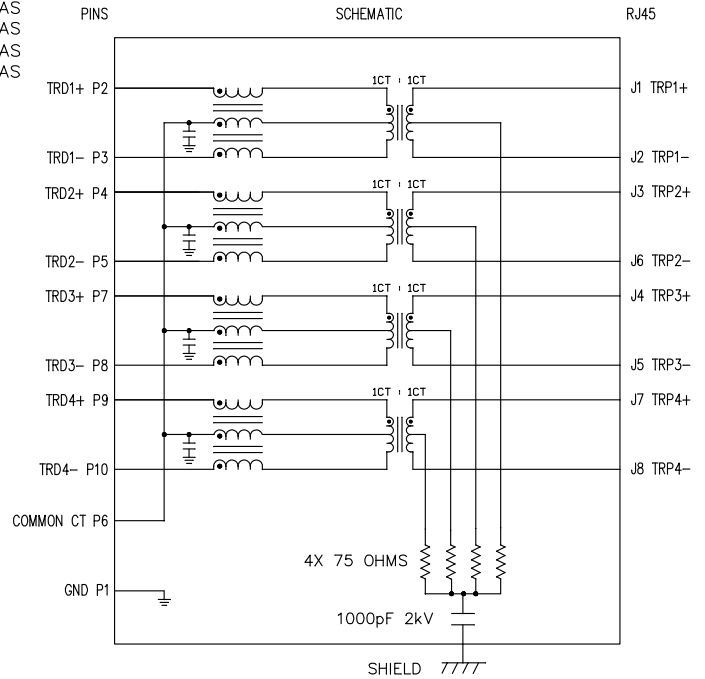 AS
AS
AS
AS
PINS SCHEMATIC RJ45
1CT : 1CT
TRD1+ P2 J1 TRP1+
TRD1- P3 J2 TRP1-
1CT : 1CT
TRD2+ P4 J3 TRP2+
TRD2- P5 J6 TRP2-
1CT : 1CT
TRD3+ P7 J4 TRP3+
TRD3- P8 J5 TRP3-
1CT : 1CT
TRD4+ P9 J7 TRP4+
TRD4- P10 J8 TRP4-
COMMON CT P6
4X 75 OHMS
GND P1
1000pF 2kV
SHIELD